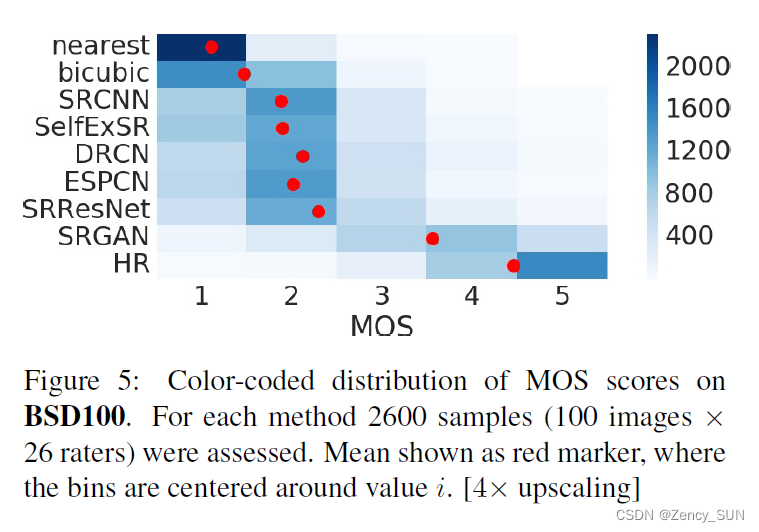 nearest
bicubic
SRCNN
SelfExSR
DRCN
ESPCN
SRResNet
SRGAN
HR
1 2 3 4 5
MOS
2000
1600
1200
800
400
Figure 5: Color-coded distribution of MOS scores on
BSD100. For each method 2600 samples (100 images ×
26 raters) were assessed. Mean shown as red marker, where
the bins are centered around value i. [4× upscaling]
CSDN @Zency_SUN